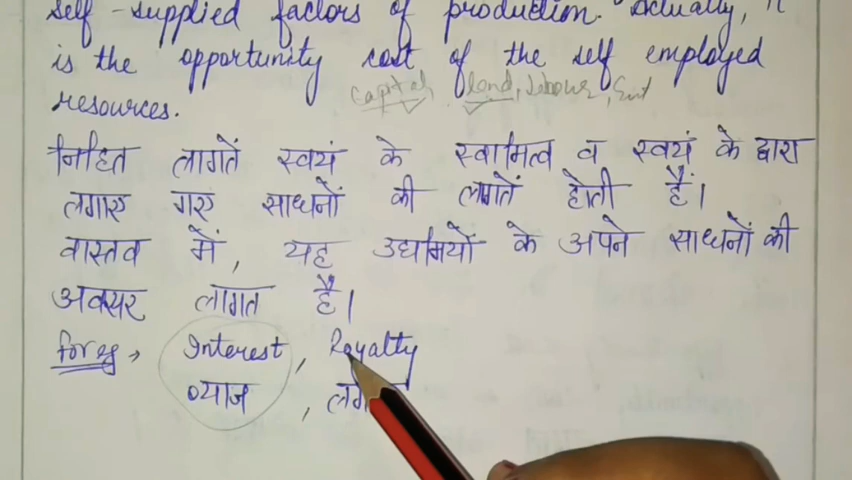 self-supplied factors of production. Actually, it
is the opportunity cost of the self employed
capital, land, Labour, Ent
resources.
निहित लागतें स्वयं के स्वामित्व व स्वयं के द्वारा
लगाए गए साधनों की लागतें होती हैं।
वास्तव में, यह उद्यमियों के अपने साधनों की
अवसर लागत है।
for eg → Interest, Royalty
ब्याज ,